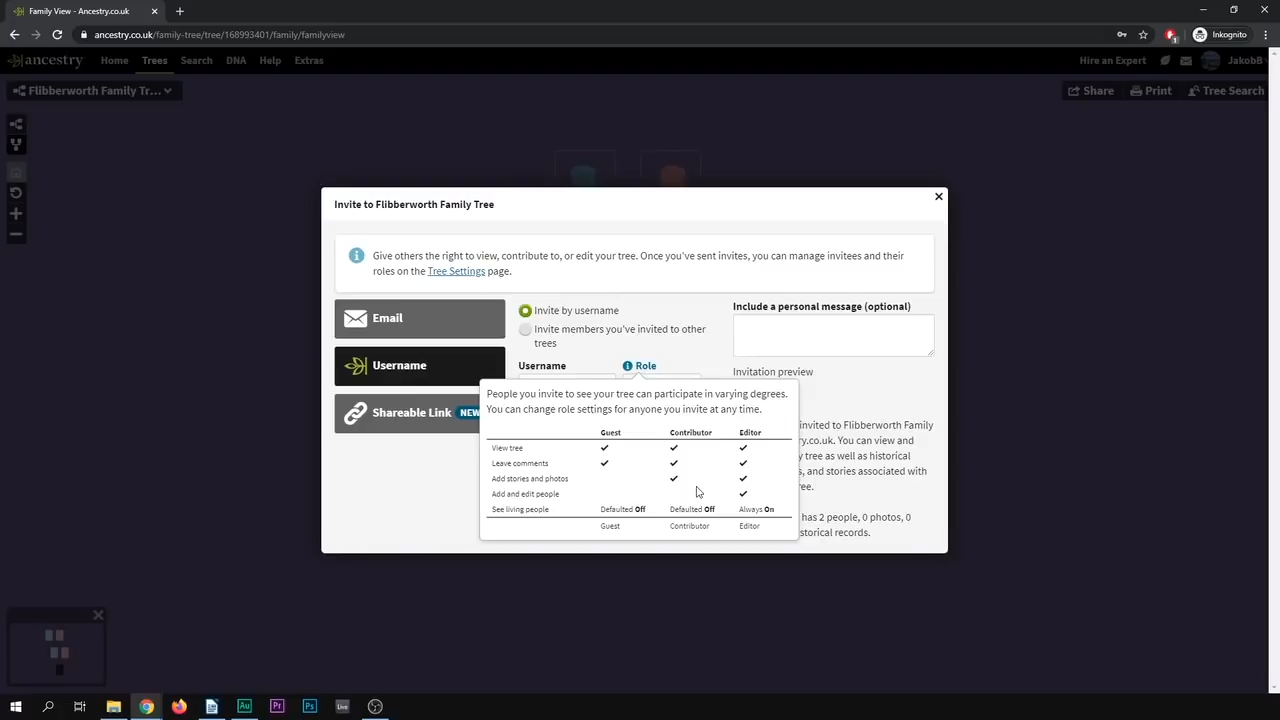 Family View - Ancestry.co.uk
ancestry.co.uk/family-tree/tree/168993401/family/familyview
Inkognito
1
ancestry
Home
Trees
Search
DNA
Help
Extras
Hire an Expert
JakobB
Flibberworth Family Tr...
Share
Print
Tree Search
Invite to Flibberworth Family Tree
Give others the right to view, contribute to, or edit your tree. Once you've sent invites, you can manage invitees and their
roles on the Tree Settings page.
Email
Username
Shareable Link NEW
Invite by username
Invite members you've invited to other
trees
Username
Role
Include a personal message (optional)
Invitation preview
People you invite to see your tree can participate in varying degrees.
You can change role settings for anyone you invite at any time.
Guest Contributor Editor
View tree
Leave comments
Add stories and photos
Add and edit people
See living people Defaulted Off Defaulted Off Always On
Guest Contributor Editor
invited to Flibberworth Family
ry.co.uk. You can view and
y tree as well as historical
s, and stories associated with
ree.
has 2 people, 0 photos, 0
storical records.
Au
Pr
Ps
Live